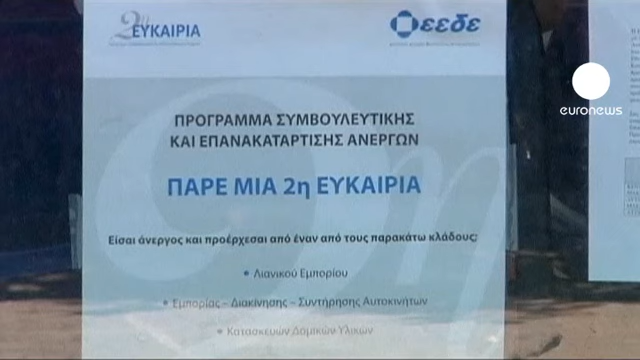 2η ΕΥΚΑΙΡΙΑ
εεδε
euronews
ΠΡΟΓΡΑΜΜΑ ΣΥΜΒΟΥΛΕΥΤΙΚΗΣ
ΚΑΙ ΕΠΑΝΑΚΑΤΑΡΤΙΣΗΣ ΑΝΕΡΓΩΝ
ΠΑΡΕ ΜΙΑ 2η ΕΥΚΑΙΡΙΑ
Είσαι άνεργος και προέρχεσαι από έναν από τους παρακάτω κλάδους;
• Λιανικού Εμπορίου
• Εμπορίας – Διακίνησης – Συντήρησης Αυτοκινήτων
• Κατασκευών Δομικών Υλικών